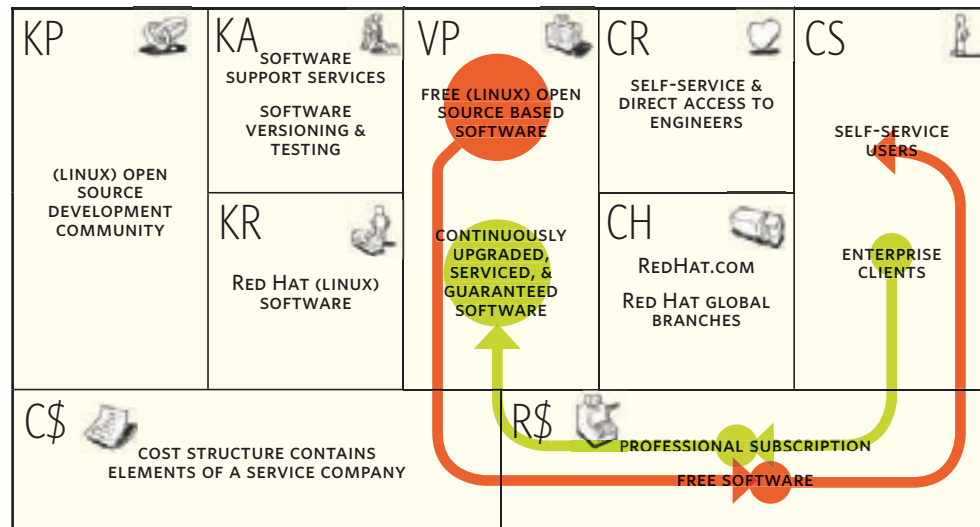 KP
(LINUX) OPEN
SOURCE
DEVELOPMENT
COMMUNITY
KA
SOFTWARE
SUPPORT SERVICES
SOFTWARE
VERSIONING &
TESTING
KR
RED HAT (LINUX)
SOFTWARE
VP
FREE (LINUX) OPEN
SOURCE BASED
SOFTWARE
CONTINUOUSLY
UPGRADED,
SERVICED, &
GUARANTEED
SOFTWARE
CR
SELF-SERVICE &
DIRECT ACCESS TO
ENGINEERS
CH
REDHAT.COM
RED HAT GLOBAL
BRANCHES
CS
SELF-SERVICE
USERS
ENTERPRISE
CLIENTS
C$
COST STRUCTURE CONTAINS
ELEMENTS OF A SERVICE COMPANY
R$
PROFESSIONAL SUBSCRIPTION
FREE SOFTWARE